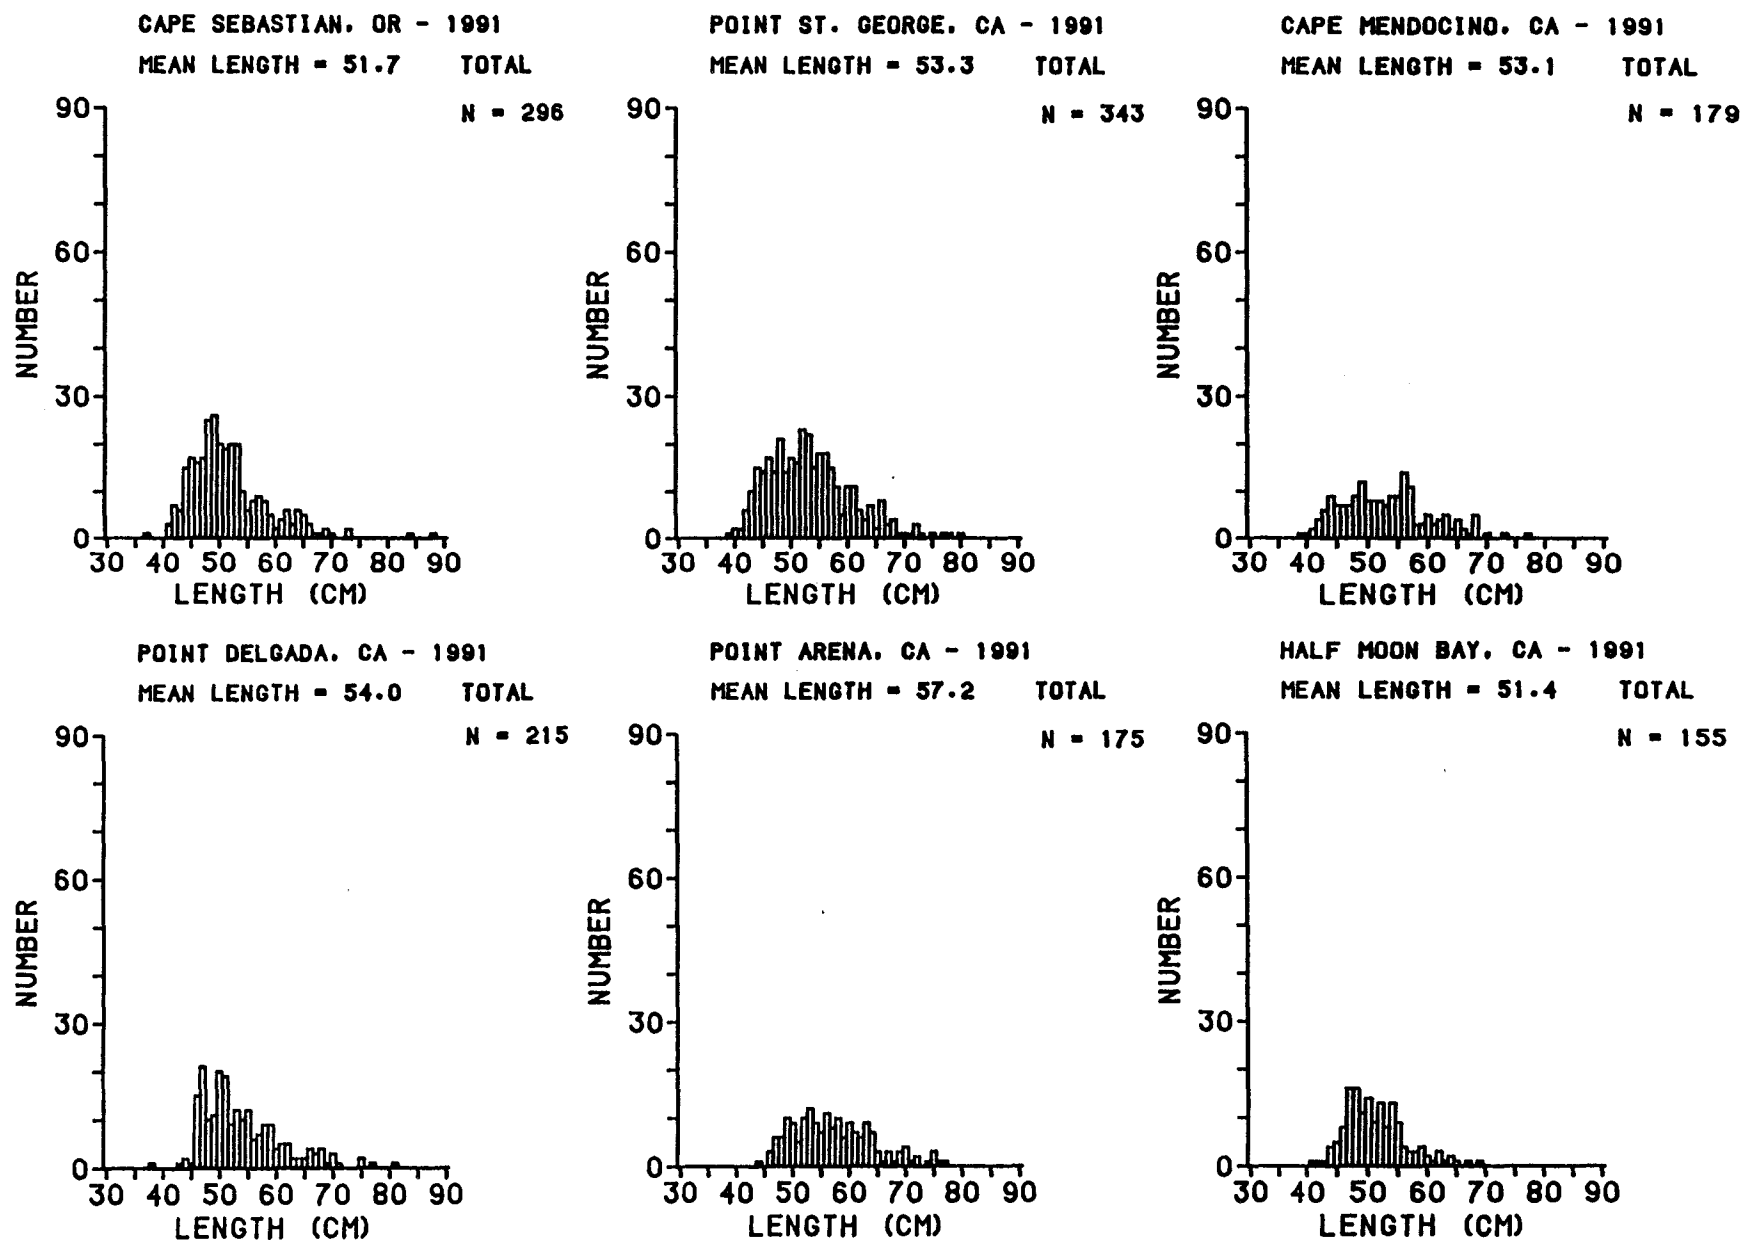 CAPE SEBASTIAN, OR - 1991
MEAN LENGTH = 51.7 TOTAL
N = 296
90
60
30
0
NUMBER
30 40 50 60 70 80 90
LENGTH (CM)
POINT ST. GEORGE, CA - 1991
MEAN LENGTH = 53.3 TOTAL
N = 343
90
60
30
0
NUMBER
30 40 50 60 70 80 90
LENGTH (CM)
CAPE MENDOCINO, CA - 1991
MEAN LENGTH = 53.1 TOTAL
N = 179
90
60
30
0
NUMBER
30 40 50 60 70 80 90
LENGTH (CM)
POINT DELGADA, CA - 1991
MEAN LENGTH = 54.0 TOTAL
N = 215
90
60
30
0
NUMBER
30 40 50 60 70 80 90
LENGTH (CM)
POINT ARENA, CA - 1991
MEAN LENGTH = 57.2 TOTAL
N = 175
90
60
30
0
NUMBER
30 40 50 60 70 80 90
LENGTH (CM)
HALF MOON BAY, CA - 1991
MEAN LENGTH = 51.4 TOTAL
N = 155
90
60
30
0
NUMBER
30 40 50 60 70 80 90
LENGTH (CM)